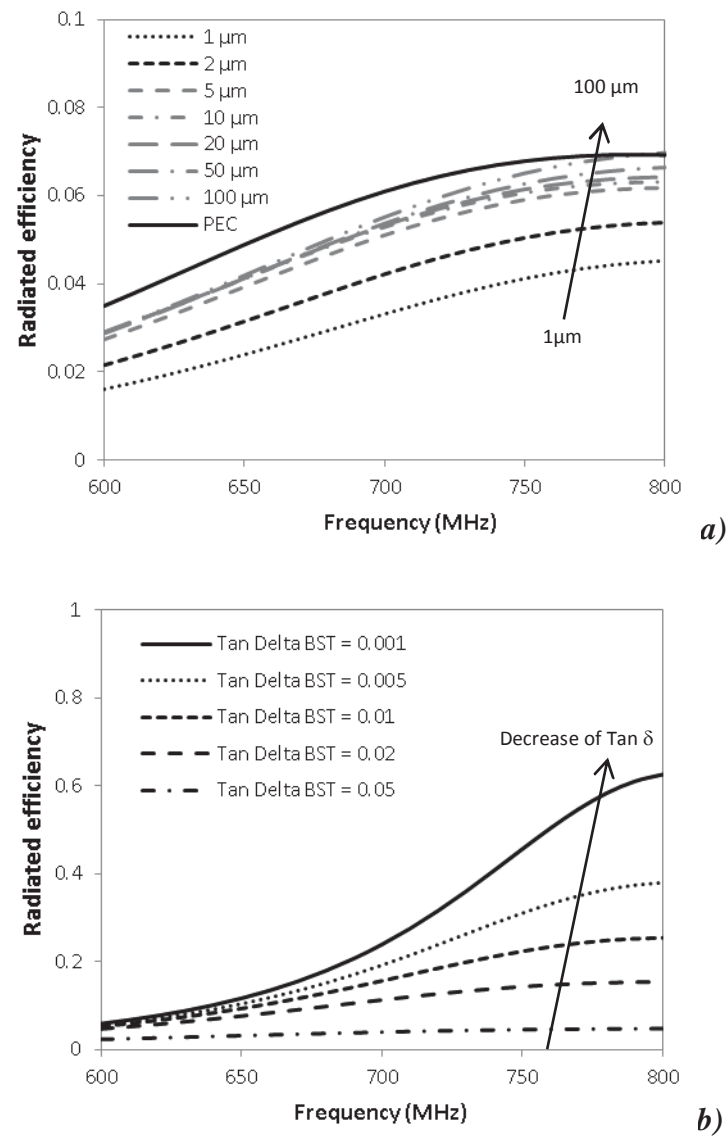 0.1
0.08
0.06
0.04
0.02
0
Radiated efficiency
1 µm
2 µm
5 µm
10 µm
20 µm
50 µm
100 µm
PEC
100 µm
1µm
600
650
700
750
800
Frequency (MHz)
a)
1
0.8
0.6
0.4
0.2
0
Radiated efficiency
Tan Delta BST = 0.001
Tan Delta BST = 0.005
Tan Delta BST = 0.01
Tan Delta BST = 0.02
Tan Delta BST = 0.05
Decrease of Tan δ
600
650
700
750
800
Frequency (MHz)
b)